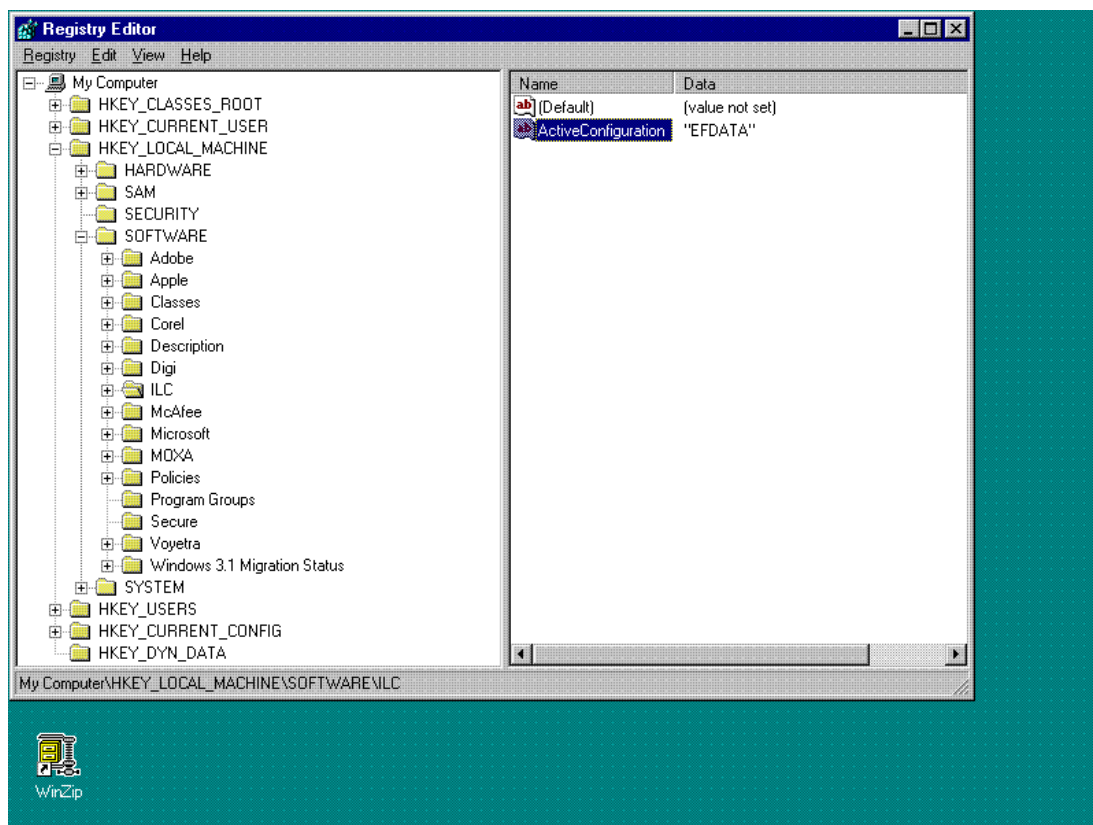 Registry Editor
Registry Edit View Help
My Computer
HKEY_CLASSES_ROOT
HKEY_CURRENT_USER
HKEY_LOCAL_MACHINE
HARDWARE
SAM
SECURITY
SOFTWARE
Adobe
Apple
Classes
Corel
Description
Digi
ILC
McAfee
Microsoft
MOXA
Policies
Program Groups
Secure
Voyetra
Windows 3.1 Migration Status
SYSTEM
HKEY_USERS
HKEY_CURRENT_CONFIG
HKEY_DYN_DATA
Name Data
ab (Default) (value not set)
ab ActiveConfiguration "EFDATA"
My Computer\HKEY_LOCAL_MACHINE\SOFTWARE\ILC
WinZip